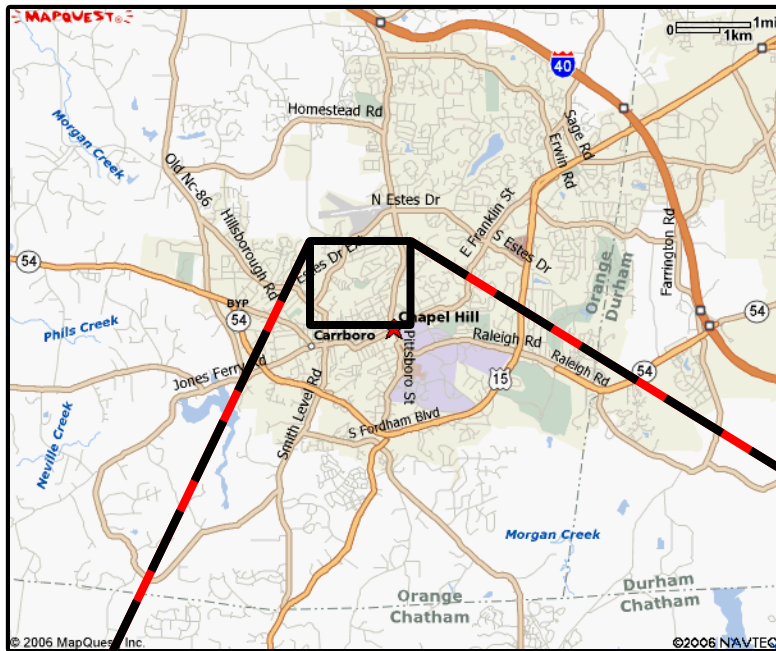 MAPQUEST
0 1mi
1km
40
Homestead Rd
Sage Rd
Erwin Rd
Morgan Creek
Old Nc-86
N Estes Dr
E Franklin St
S Estes Dr
Hillsborough Rd
Estes Dr
Farrington Rd
Orange
Durham
54
BYP
54
Phils Creek
Chapel Hill
Carrboro
Pittsboro St
Raleigh Rd
54
Jones Ferry Rd
Raleigh Rd
54
15
Smith Level Rd
S Fordham Blvd
Neville Creek
Morgan Creek
Orange
Chatham
Durham
Chatham
© 2006 MapQuest Inc.
©2006 NAVTEQ